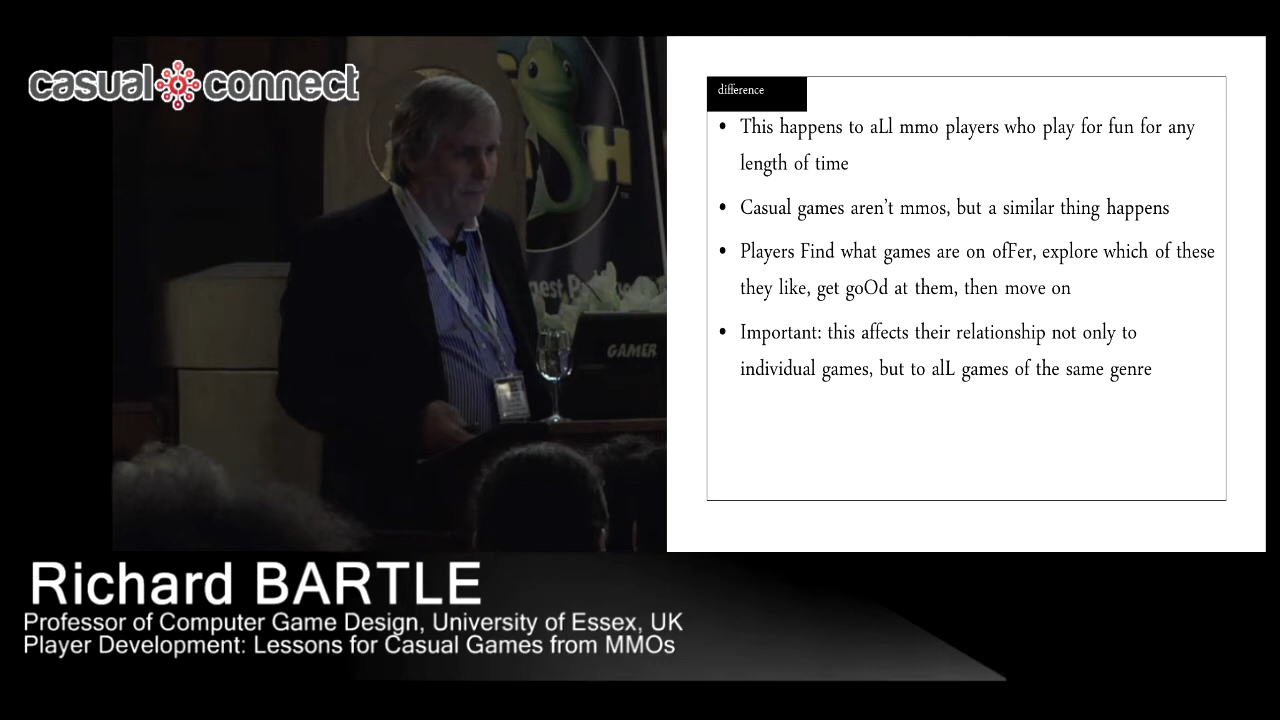 casual connect
difference
• This happens to aLl mmo players who play for fun for any
length of time
• Casual games aren't mmos, but a similar thing happens
• Players Find what games are on ofFer, explore which of these
they like, get goOd at them, then move on
• Important: this affects their relationship not only to
individual games, but to alL games of the same genre
GAMER
Richard BARTLE
Professor of Computer Game Design, University of Essex, UK
Player Development: Lessons for Casual Games from MMOs